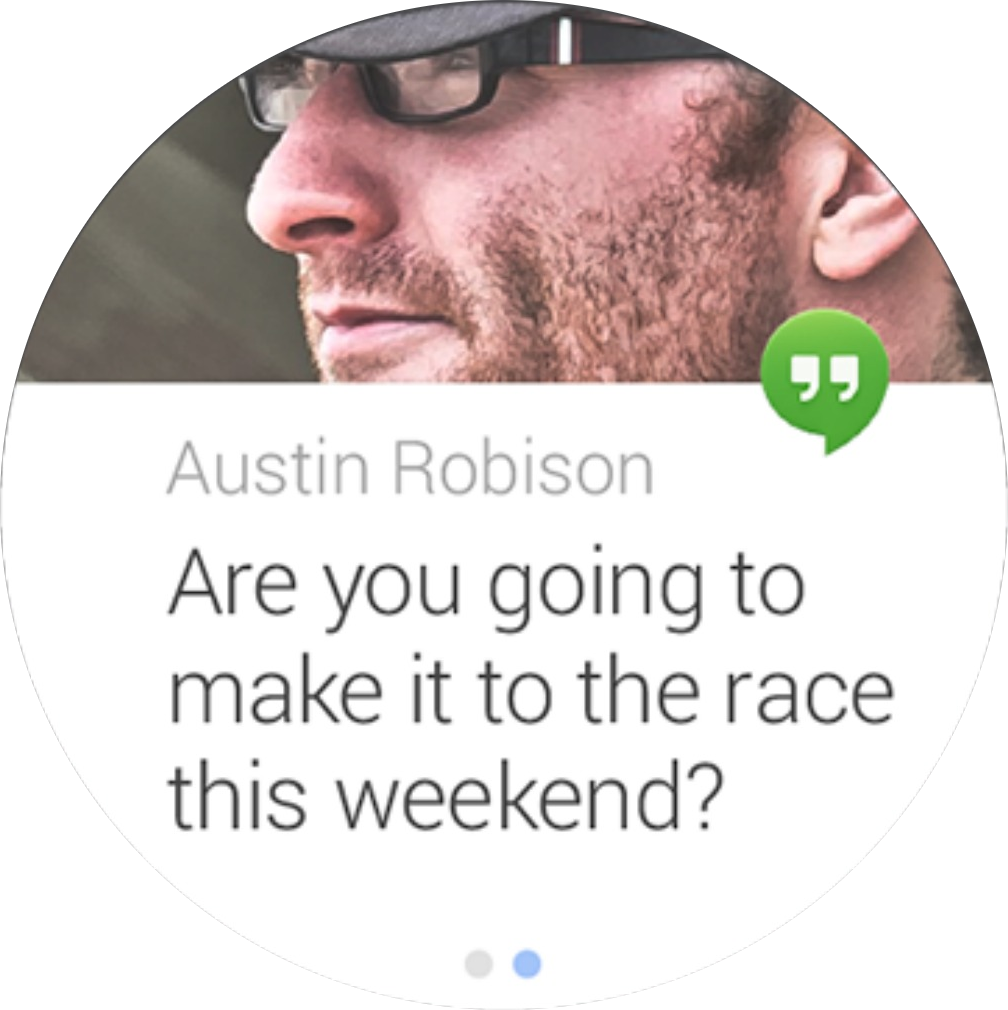 Austin Robison
Are you going to
make it to the race
this weekend?